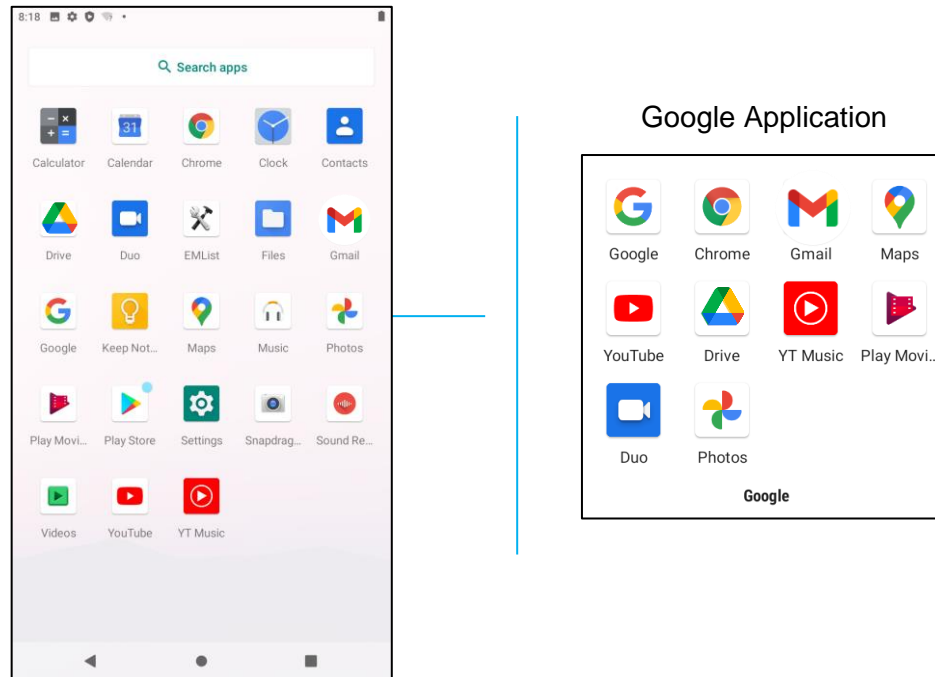 8:18
Search apps
Calculator Calendar Chrome Clock Contacts
31
Drive Duo EMList Files Gmail
Google Keep Not... Maps Music Photos
Play Movi... Play Store Settings Snapdrag... Sound Re...
Videos YouTube YT Music
Google Application
Google Chrome Gmail Maps
YouTube Drive YT Music Play Movi..
Duo Photos
Google